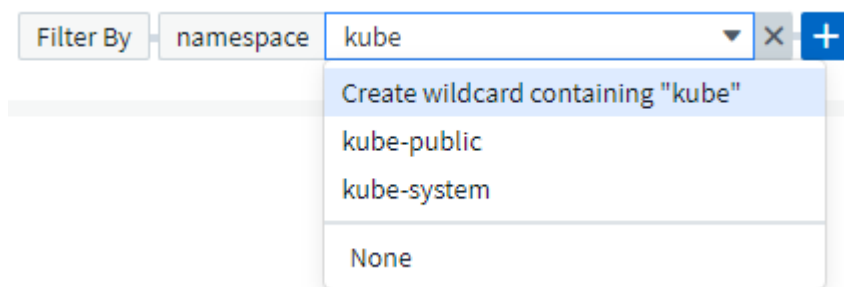 Filter By namespace kube
Create wildcard containing "kube"
kube-public
kube-system
None